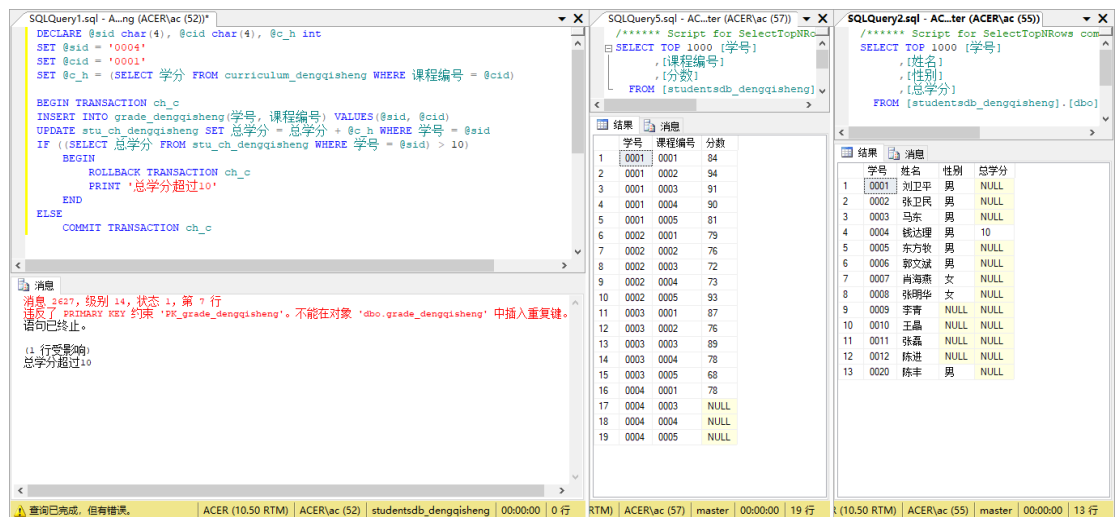 SQLQuery1.sql - A...ng (ACER\ac (52))*
DECLARE @sid char(4), @cid char(4), @c_h int
SET @sid = '0004'
SET @cid = '0001'
SET @c_h = (SELECT 学分 FROM curriculum_dengqisheng WHERE 课程编号 = @cid)
BEGIN TRANSACTION ch_c
INSERT INTO grade_dengqisheng(学号, 课程编号) VALUES(@sid, @cid)
UPDATE stu_ch_dengqisheng SET 总学分 = 总学分 + @c_h WHERE 学号 = @sid
IF ((SELECT 总学分 FROM stu_ch_dengqisheng WHERE 学号 = @sid) > 10)
BEGIN
ROLLBACK TRANSACTION ch_c
PRINT '总学分超过10'
END
ELSE
COMMIT TRANSACTION ch_c
消息
消息 2627，级别 14，状态 1，第 7 行
违反了 PRIMARY KEY 约束 'PK_grade_dengqisheng'。不能在对象 'dbo.grade_dengqisheng' 中插入重复键。
语句已终止。
(1 行受影响)
总学分超过10
查询已完成，但有错误。 ACER (10.50 RTM) ACER\ac (52) studentsdb_dengqisheng 00:00:00 0 行
SQLQuery5.sql - AC...ter (ACER\ac (57))
/****** Script for SelectTopNRo
SELECT TOP 1000 [学号]
,[课程编号]
,[分数]
FROM [studentsdb_dengqisheng]
结果 消息
学号 课程编号 分数
1 0001 0001 84
2 0001 0002 94
3 0001 0003 91
4 0001 0004 90
5 0001 0005 81
6 0002 0001 79
7 0002 0002 76
8 0002 0003 72
9 0002 0004 73
10 0002 0005 93
11 0003 0001 87
12 0003 0002 76
13 0003 0003 89
14 0003 0004 78
15 0003 0005 68
16 0004 0001 78
17 0004 0003 NULL
18 0004 0004 NULL
19 0004 0005 NULL
RTM) ACER\ac (57) master 00:00:00 19 行
SQLQuery2.sql - AC...ter (ACER\ac (55))
/****** Script for SelectTopNRows com
SELECT TOP 1000 [学号]
,[姓名]
,[性别]
,[总学分]
FROM [studentsdb_dengqisheng].[dbo]
结果 消息
学号 姓名 性别 总学分
1 0001 刘卫平 男 NULL
2 0002 张卫民 男 NULL
3 0003 马东 男 NULL
4 0004 钱达理 男 10
5 0005 东方牧 男 NULL
6 0006 郭文斌 男 NULL
7 0007 肖海燕 女 NULL
8 0008 张明华 女 NULL
9 0009 李青 NULL NULL
10 0010 王晶 NULL NULL
11 0011 张磊 NULL NULL
12 0012 陈进 NULL NULL
13 0020 陈丰 男 NULL
(10.50 RTM) ACER\ac (55) master 00:00:00 13 行